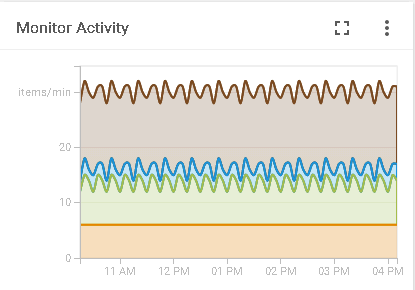 Monitor Activity
items/min
20
10
0
11 AM 12 PM 01 PM 02 PM 03 PM 04 PM